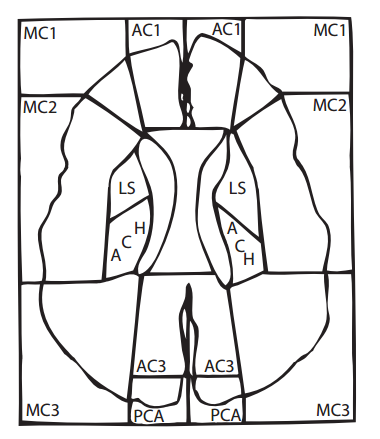 MC1 AC1 AC1 MC1
MC2 MC2
LS LS
H A
C C
A H
AC3 AC3
MC3 PCA PCA MC3